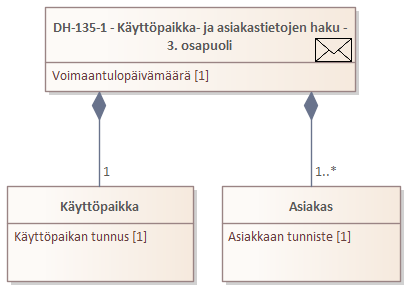 DH-135-1 - Käyttöpaikka- ja asiakastietojen haku -
3. osapuoli
Voimaantulopäivämäärä [1]
1
1..*
Käyttöpaikka
Asiakas
Käyttöpaikan tunnus [1]
Asiakkaan tunniste [1]